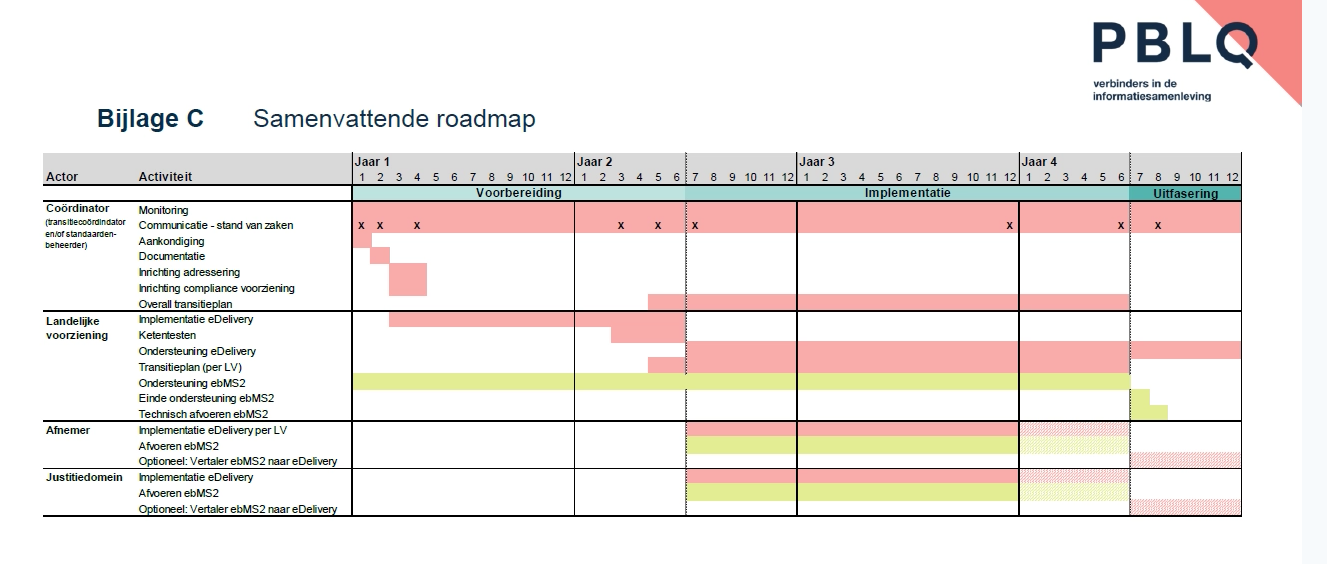 PBLQ
verbinders in de
informatiesamenleving
Bijlage C Samenvattende roadmap
Jaar 1 Jaar 2 Jaar 3 Jaar 4
Actor Activiteit 1 2 3 4 5 6 7 8 9 10 11 12 1 2 3 4 5 6 7 8 9 10 11 12 1 2 3 4 5 6 7 8 9 10 11 12 1 2 3 4 5 6 7 8 9 10 11 12
Voorbereiding Implementatie Uitfasering
Coördinator Monitoring
(transitiecoördindator
en/of standaarden-
beheerder)
Communicatie - stand van zaken x x x x x x x x x
Aankondiging
Documentatie
Inrichting adressering
Inrichting compliance voorziening
Overall transitieplan
Landelijke
voorziening
Implementatie eDelivery
Ketentesten
Ondersteuning eDelivery
Transitieplan (per LV)
Ondersteuning ebMS2
Einde ondersteuning ebMS2
Technisch afvoeren ebMS2
Afnemer Implementatie eDelivery per LV
Afvoeren ebMS2
Optioneel: Vertaler ebMS2 naar eDelivery
Justitiedomein Implementatie eDelivery
Afvoeren ebMS2
Optioneel: Vertaler ebMS2 naar eDelivery